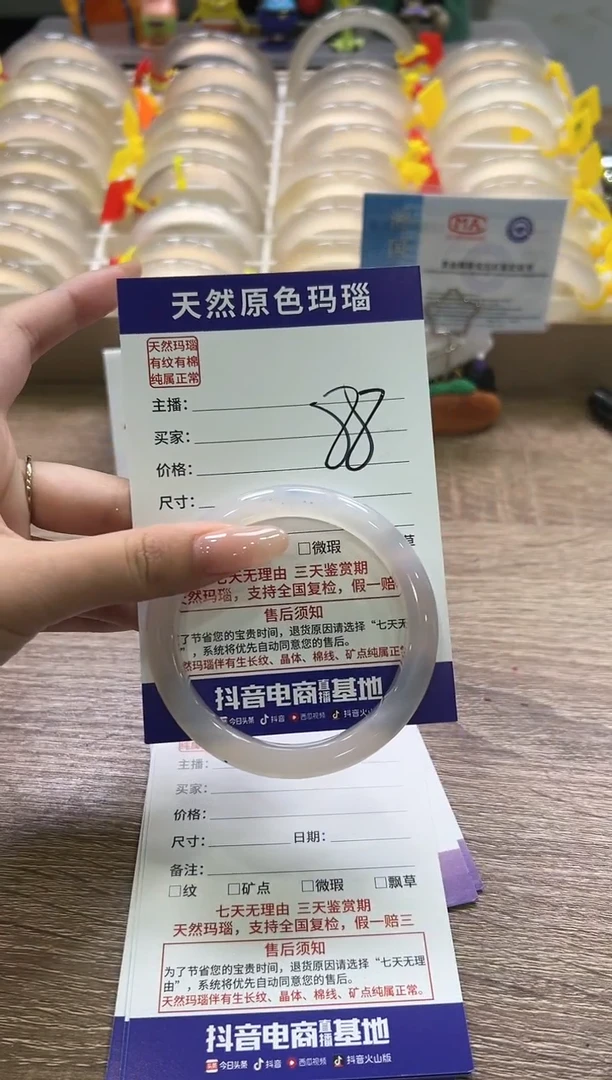 MA
天然原色玛瑙
天然玛瑙
有纹有棉
纯属正常
主播：
88
买家：
价格：
尺寸：
□微瑕
草
七天无理由 三天鉴赏期
然玛瑙，支持全国复检，假一赔
售后须知
了节省您的宝贵时间，退货原因请选择“七天无
”，系统将优先自动同意您的售后。
然玛瑙伴有生长纹、晶体、棉线、矿点纯属正
抖音电商直播基地
今日头条 抖音 西瓜视频 抖音火山
主播：
买家：
价格：
尺寸： 日期：
备注：
□纹 □矿点 □微瑕 □飘草
七天无理由 三天鉴赏期
天然玛瑙，支持全国复检，假一赔三
售后须知
为了节省您的宝贵时间，退货原因请选择“七天无理
由”，系统将优先自动同意您的售后。
天然玛瑙伴有生长纹、晶体、棉线、矿点纯属正常。
抖音电商直播基地
头条 今日头条 抖音 西瓜视频 抖音火山版